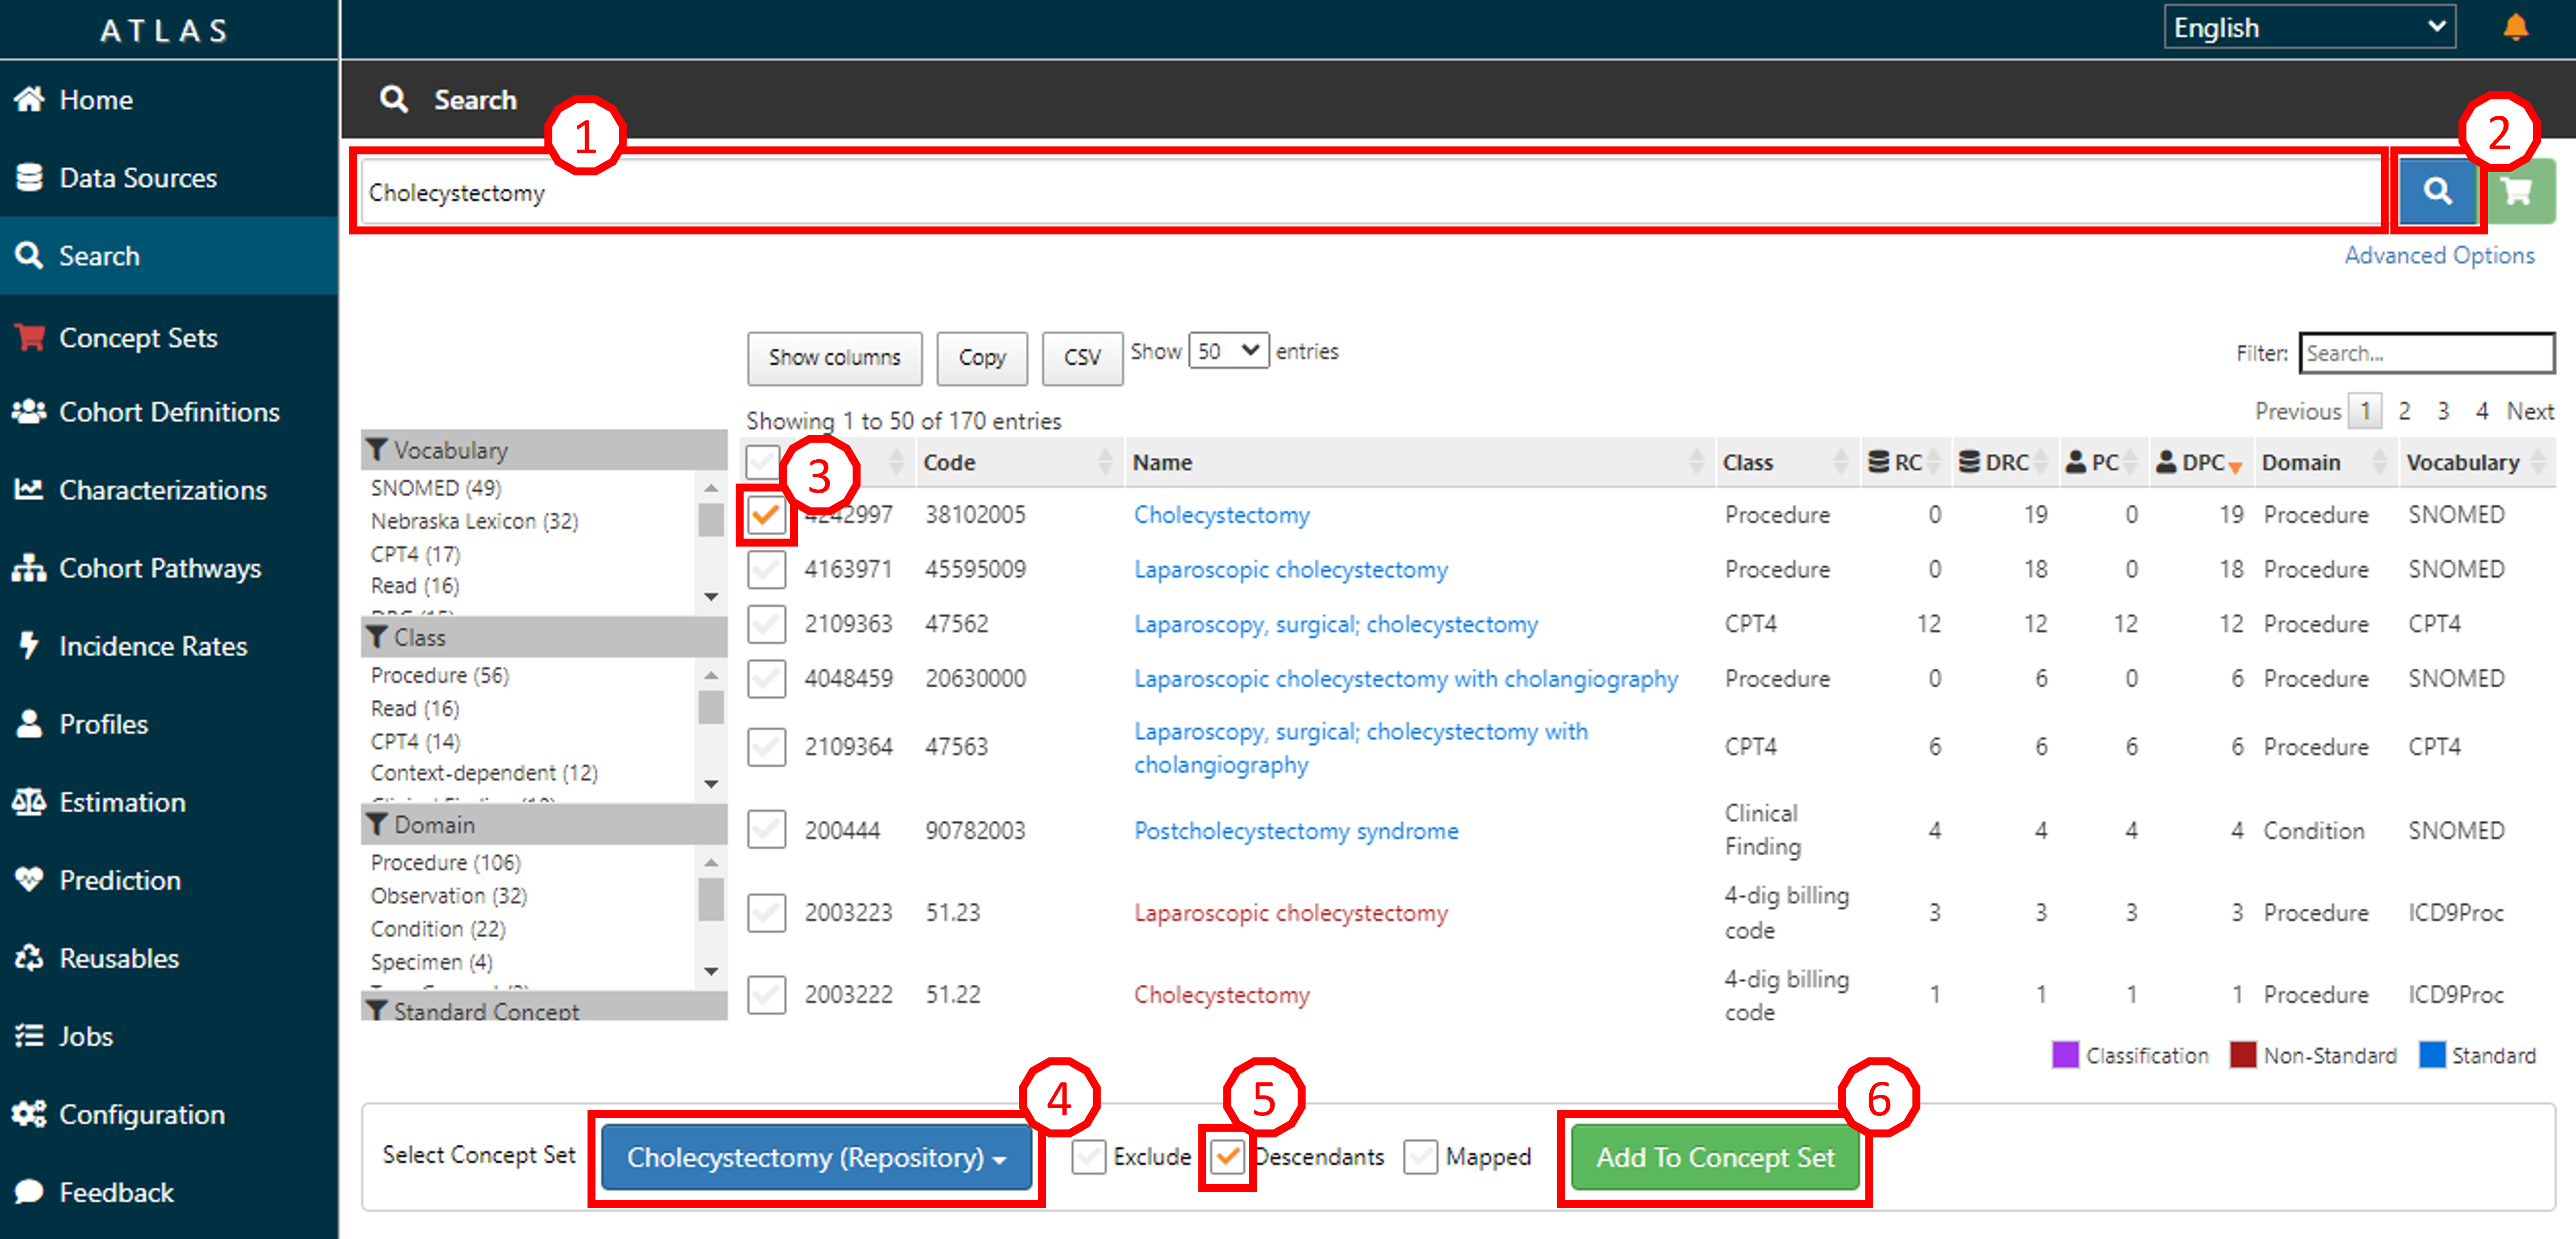 ATLAS
English
Home
Data Sources
Search
Concept Sets
Cohort Definitions
Characterizations
Cohort Pathways
Incidence Rates
Profiles
Estimation
Prediction
Reusables
Jobs
Configuration
Feedback
Search
1
2
Cholecystectomy
Advanced Options
Show columns Copy CSV Show 50 entries
Filter: Search...
Showing 1 to 50 of 170 entries
Previous 1 2 3 4 Next
Vocabulary
SNOMED (49)
Nebraska Lexicon (32)
CPT4 (17)
Read (16)
Class
Procedure (56)
Read (16)
CPT4 (14)
Context-dependent (12)
Domain
Procedure (106)
Observation (32)
Condition (22)
Specimen (4)
Standard Concept
3
Code Name Class RC DRC PC DPC Domain Vocabulary
4242997 38102005 Cholecystectomy Procedure 0 19 0 19 Procedure SNOMED
4163971 45595009 Laparoscopic cholecystectomy Procedure 0 18 0 18 Procedure SNOMED
2109363 47562 Laparoscopy, surgical; cholecystectomy CPT4 12 12 12 12 Procedure CPT4
4048459 20630000 Laparoscopic cholecystectomy with cholangiography Procedure 0 6 0 6 Procedure SNOMED
2109364 47563 Laparoscopy, surgical; cholecystectomy with
cholangiography CPT4 6 6 6 6 Procedure CPT4
200444 90782003 Postcholecystectomy syndrome Clinical
Finding 4 4 4 4 Condition SNOMED
2003223 51.23 Laparoscopic cholecystectomy 4-dig billing
code 3 3 3 3 Procedure ICD9Proc
2003222 51.22 Cholecystectomy 4-dig billing
code 1 1 1 1 Procedure ICD9Proc
Classification Non-Standard Standard
4
5
6
Select Concept Set Cholecystectomy (Repository) Exclude Descendants Mapped Add To Concept Set